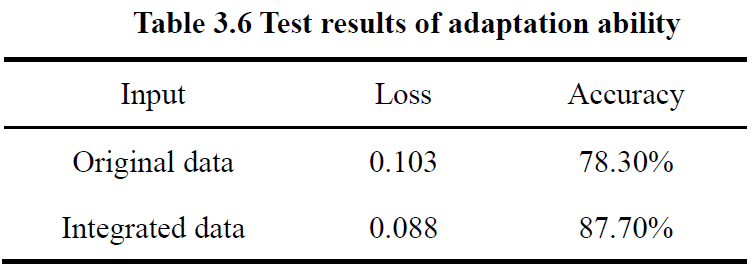 Table 3.6 Test results of adaptation ability
Input Loss Accuracy
Original data 0.103 78.30%
Integrated data 0.088 87.70%